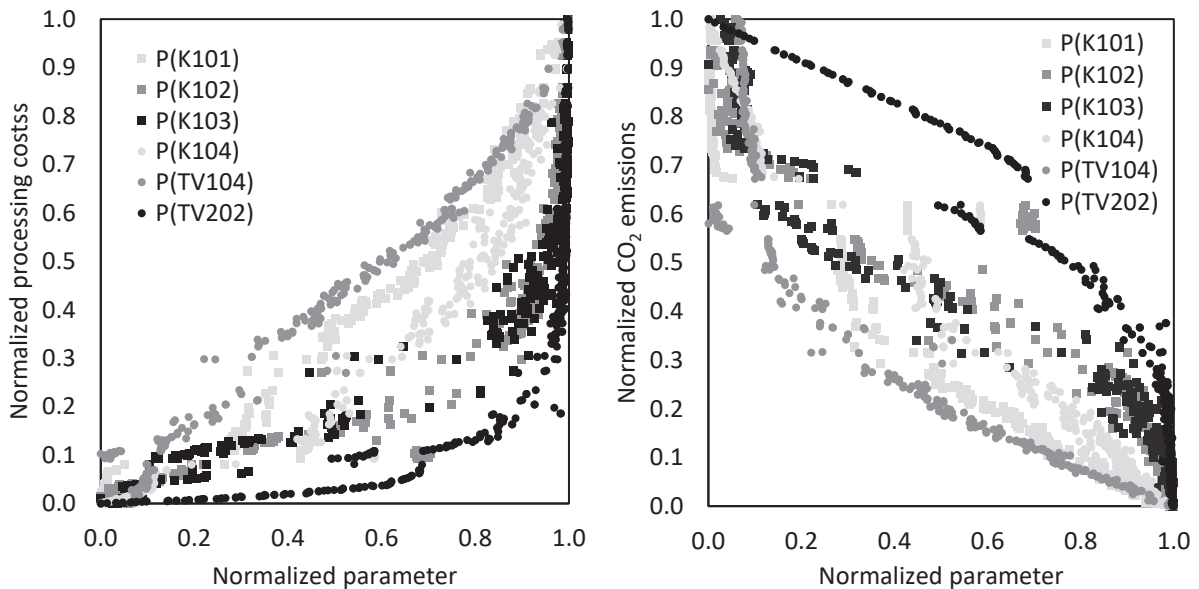 Normalized processing costss
1.0
0.9
0.8
0.7
0.6
0.5
0.4
0.3
0.2
0.1
0.0
P(K101)
P(K102)
P(K103)
P(K104)
P(TV104)
P(TV202)
0.0 0.2 0.4 0.6 0.8 1.0
Normalized parameter
Normalized CO₂ emissions
1.0
0.9
0.8
0.7
0.6
0.5
0.4
0.3
0.2
0.1
0.0
P(K101)
P(K102)
P(K103)
P(K104)
P(TV104)
P(TV202)
0.0 0.2 0.4 0.6 0.8 1.0
Normalized parameter